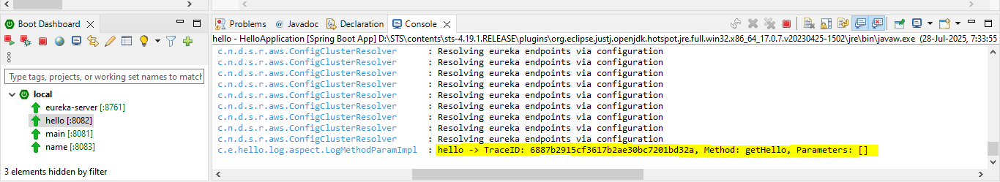 Boot Dashboard
Type tags, projects, or working set names to match
local
eureka-server [:8761]
hello [:8082]
main [:8081]
name [:8083]
3 elements hidden by filter
Problems
Javadoc
Declaration
Console
hello - HelloApplication [Spring Boot App] D:\STS\contents\sts-4.19.1.RELEASE\plugins\org.eclipse.justj.openjdk.hotspot.jre.full.win32.x86_64_17.0.7.v20230425-1502\jre\bin\javaw.exe (28-Jul-2025, 7:33:55
c.n.d.s.r.aws.ConfigClusterResolver : Resolving eureka endpoints via configuration
c.n.d.s.r.aws.ConfigClusterResolver : Resolving eureka endpoints via configuration
c.n.d.s.r.aws.ConfigClusterResolver : Resolving eureka endpoints via configuration
c.n.d.s.r.aws.ConfigClusterResolver : Resolving eureka endpoints via configuration
c.n.d.s.r.aws.ConfigClusterResolver : Resolving eureka endpoints via configuration
c.n.d.s.r.aws.ConfigClusterResolver : Resolving eureka endpoints via configuration
c.n.d.s.r.aws.ConfigClusterResolver : Resolving eureka endpoints via configuration
c.n.d.s.r.aws.ConfigClusterResolver : Resolving eureka endpoints via configuration
c.n.d.s.r.aws.ConfigClusterResolver : Resolving eureka endpoints via configuration
c.e.hello.log.aspect.LogMethodParamImpl : hello -> TraceID: 6887b2915cf3617b2ae30bc7201bd32a, Method: getHello, Parameters: []